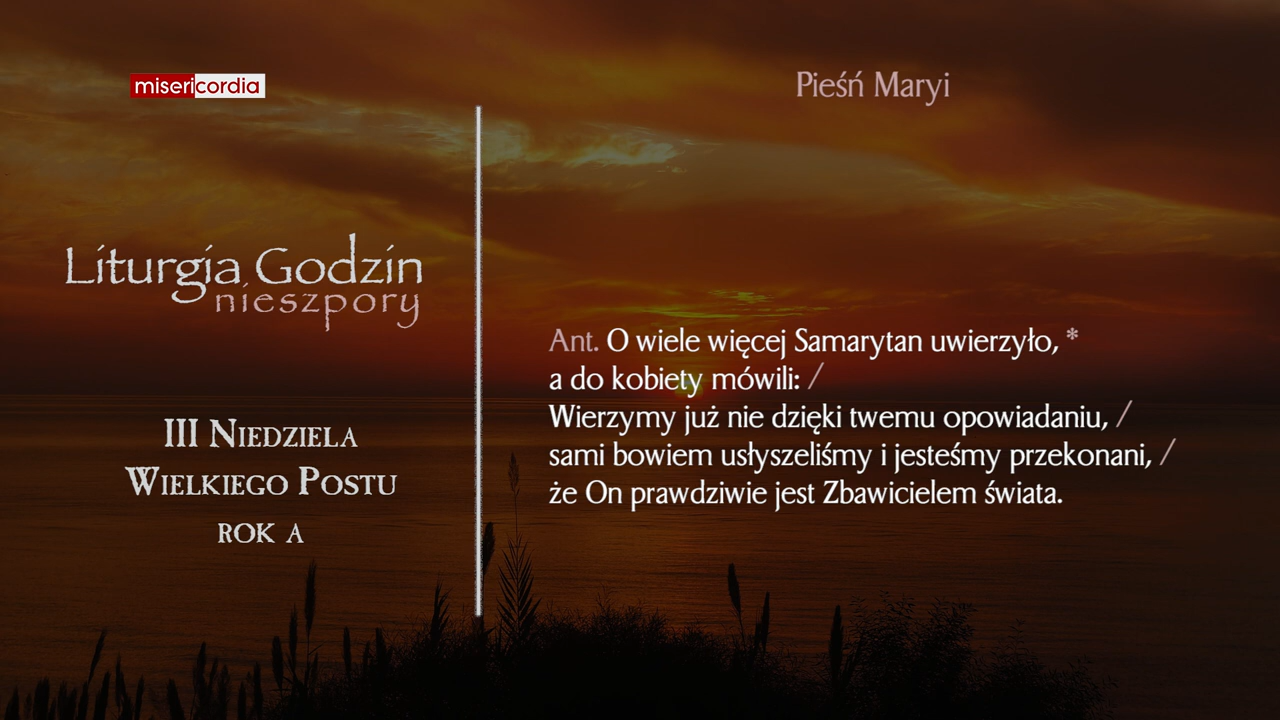 misericordia
Pieśń Maryi
Liturgia Godzin
nieszpory
III Niedziela
Wielkiego Postu
rok A
Ant. O wiele więcej Samarytan uwierzyło, *
a do kobiety mówili: /
Wierzymy już nie dzięki twemu opowiadaniu, /
sami bowiem usłyszeliśmy i jesteśmy przekonani, /
że On prawdziwie jest Zbawicielem świata.